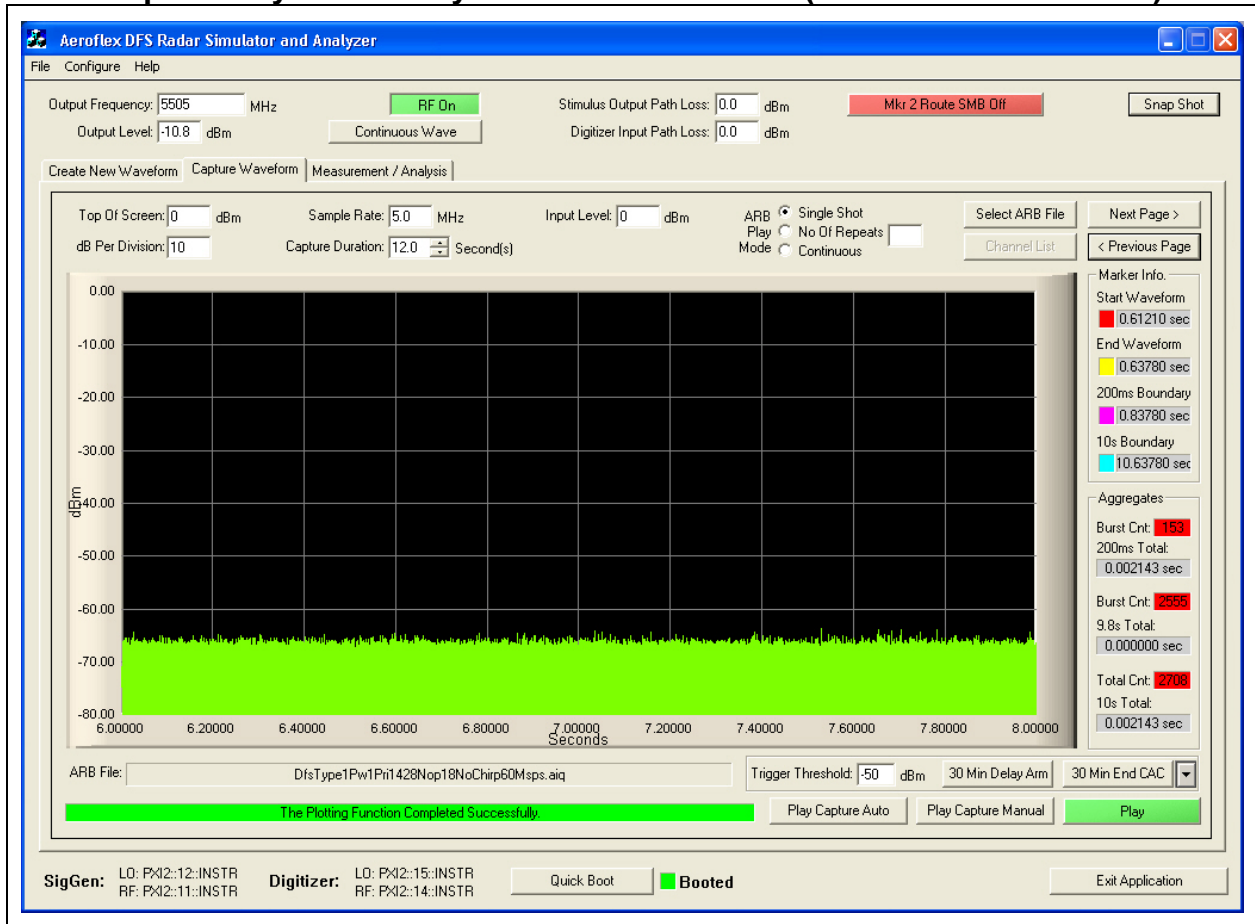 Aeroflex DFS Radar Simulator and Analyzer
File Configure Help
Output Frequency: 5505 MHz
RF On
Stimulus Output Path Loss: 0.0 dBm
Mkr 2 Route SMB Off
Snap Shot
Output Level: -10.8 dBm
Continuous Wave
Digitizer Input Path Loss: 0.0 dBm
Create New Waveform Capture Waveform Measurement / Analysis
Top Of Screen: 0 dBm
Sample Rate: 5.0 MHz
Input Level: 0 dBm
ARB Play Mode
Single Shot
No Of Repeats
Continuous
Select ARB File
Next Page >
dB Per Division: 10
Capture Duration: 12.0 Second(s)
Channel List
< Previous Page
0.00
-10.00
-20.00
-30.00
-40.00
-50.00
-60.00
-70.00
-80.00
dBm
6.00000 6.20000 6.40000 6.60000 6.80000 7.00000 7.20000 7.40000 7.60000 7.80000 8.00000
Seconds
Marker Info.
Start Waveform
0.61210 sec
End Waveform
0.63780 sec
200ms Boundary
0.83780 sec
10s Boundary
10.63780 sec
Aggregates
Burst Cnt: 153
200ms Total:
0.002143 sec
Burst Cnt: 2555
9.8s Total:
0.000000 sec
Total Cnt: 2708
10s Total:
0.002143 sec
ARB File: DfsType1Pw1Pri1428Nop18NoChirp60Msps.aiq
Trigger Threshold: -50 dBm
30 Min Delay Arm
30 Min End CAC
The Plotting Function Completed Successfully.
Play Capture Auto
Play Capture Manual
Play
SigGen: LO: PXI2::12::INSTR
RF: PXI2::11::INSTR
Digitizer: LO: PXI2::15::INSTR
RF: PXI2::14::INSTR
Quick Boot
Booted
Exit Application